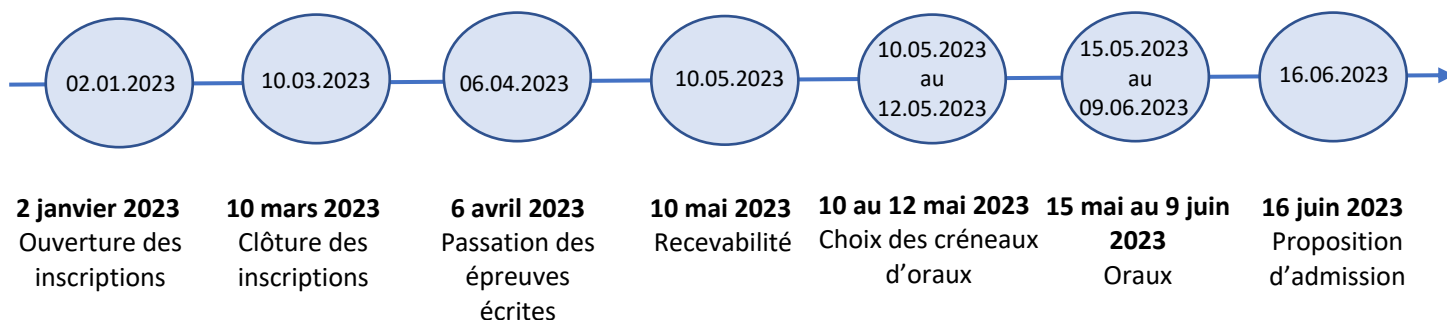 02.01.2023
10.03.2023
06.04.2023
10.05.2023
10.05.2023
au
12.05.2023
15.05.2023
au
09.06.2023
16.06.2023
2 janvier 2023
Ouverture des
inscriptions
10 mars 2023
Clôture des
inscriptions
6 avril 2023
Passation des
épreuves
écrites
10 mai 2023
Recevabilité
10 au 12 mai 2023
Choix des créneaux
d’oraux
15 mai au 9 juin
2023
Oraux
16 juin 2023
Proposition
d’admission